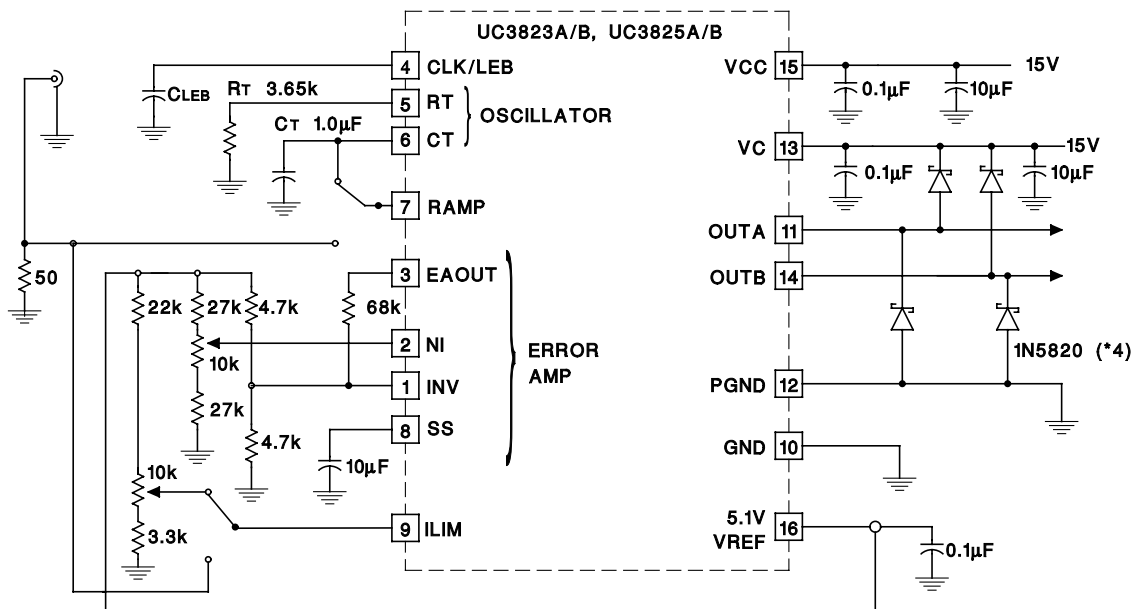 UC3823A/B, UC3825A/B
4 CLK/LEB
CLEB
RT 3.65k
5 RT
OSCILLATOR
CT 1.0µF
6 CT
7 RAMP
50
3 EAOUT
22k
27k
4.7k
68k
2 NI
10k
ERROR
AMP
1 INV
27k
4.7k
8 SS
10µF
10k
3.3k
9 ILIM
VCC 15
15V
0.1µF
10µF
VC 13
15V
0.1µF
10µF
OUTA 11
OUTB 14
1N5820 (*4)
PGND 12
GND 10
5.1V
VREF 16
0.1µF